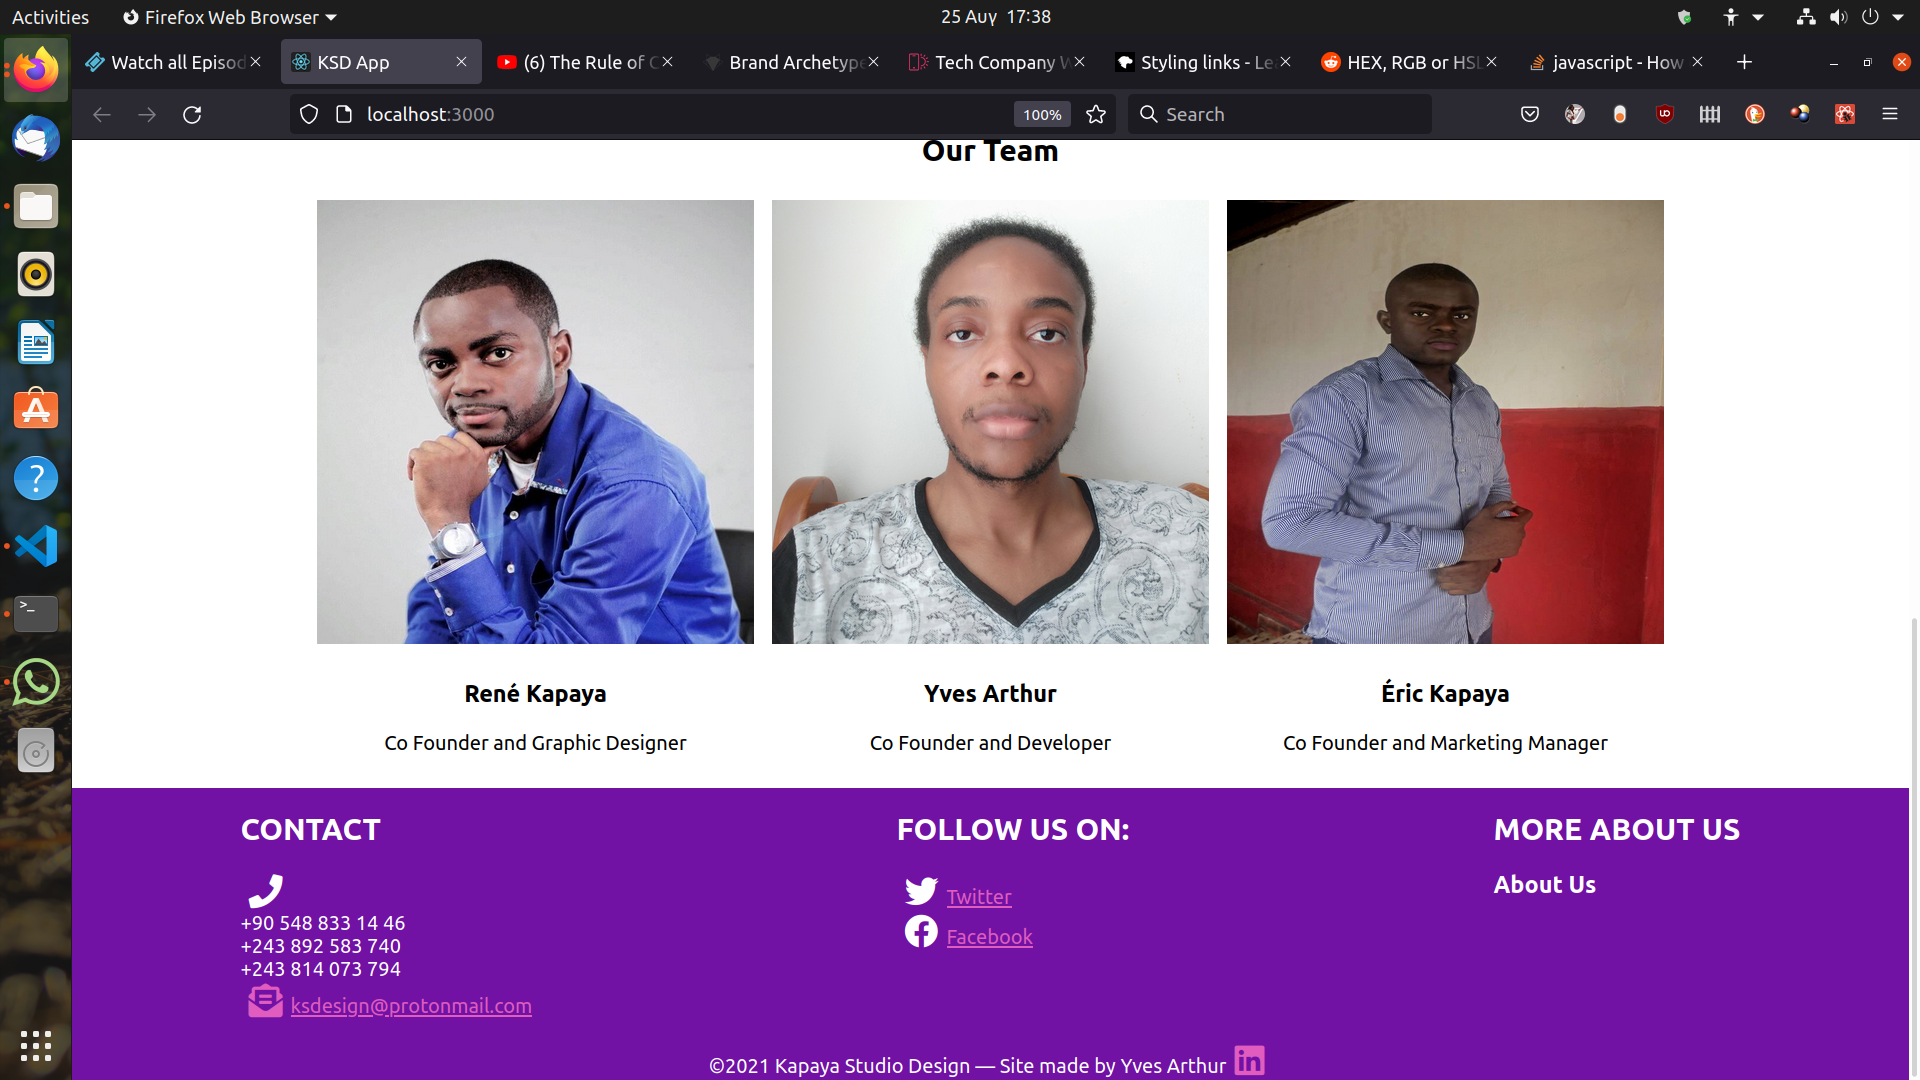 Activities
Firefox Web Browser
25 Αυγ 17:38
Watch all Episod
KSD App
(6) The Rule of C
Brand Archetype
Tech Company W
Styling links - Le
HEX, RGB or HSL
javascript - How
localhost:3000
100%
Search
Our Team
René Kapaya
Yves Arthur
Éric Kapaya
Co Founder and Graphic Designer
Co Founder and Developer
Co Founder and Marketing Manager
CONTACT
FOLLOW US ON:
MORE ABOUT US
About Us
Twitter
+90 548 833 14 46
Facebook
+243 892 583 740
+243 814 073 794
ksdesign@protonmail.com
©2021 Kapaya Studio Design — Site made by Yves Arthur